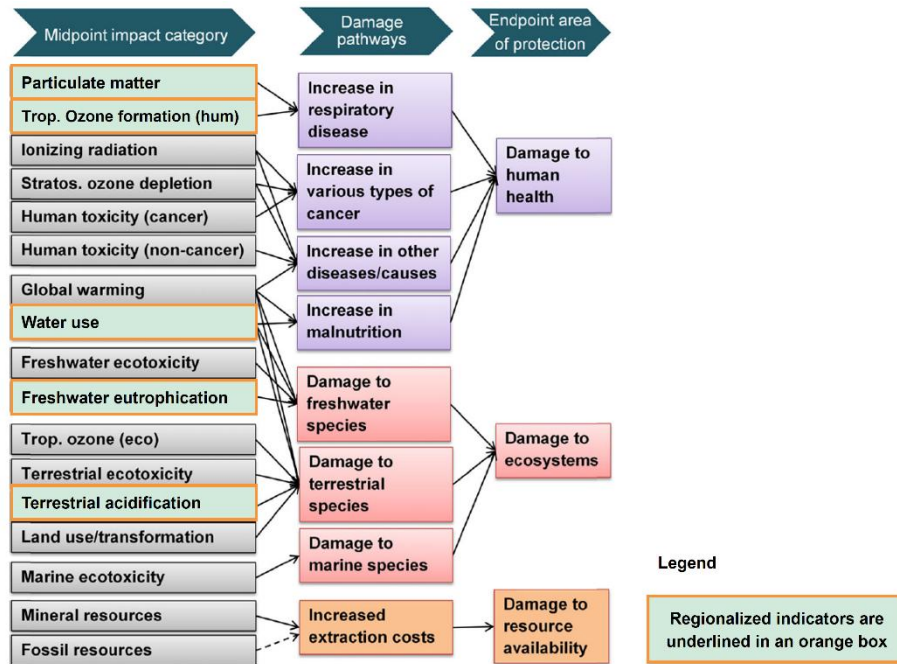 Midpoint impact category
Damage
pathways
Endpoint area
of protection
Particulate matter
Trop. Ozone formation (hum)
Ionizing radiation
Stratos. ozone depletion
Human toxicity (cancer)
Human toxicity (non-cancer)
Global warming
Water use
Freshwater ecotoxicity
Freshwater eutrophication
Trop. ozone (eco)
Terrestrial ecotoxicity
Terrestrial acidification
Land use/transformation
Marine ecotoxicity
Mineral resources
Fossil resources
Increase in
respiratory
disease
Increase in
various types of
cancer
Increase in other
diseases/causes
Increase in
malnutrition
Damage to
freshwater
species
Damage to
terrestrial
species
Damage to
marine species
Increased
extraction costs
Damage to
human
health
Damage to
ecosystems
Damage to
resource
availability
Legend
Regionalized indicators are
underlined in an orange box